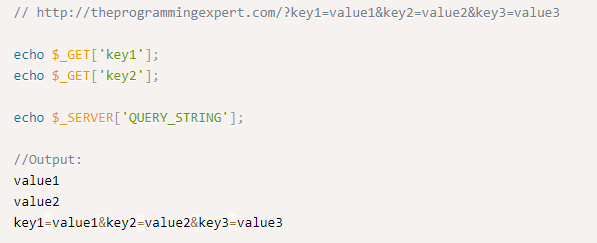 // http://theprogrammingexpert.com/?key1=value1&key2=value2&key3=value3
echo $_GET['key1'];
echo $_GET['key2'];
echo $_SERVER['QUERY_STRING'];
//Output:
value1
value2
key1=value1&key2=value2&key3=value3